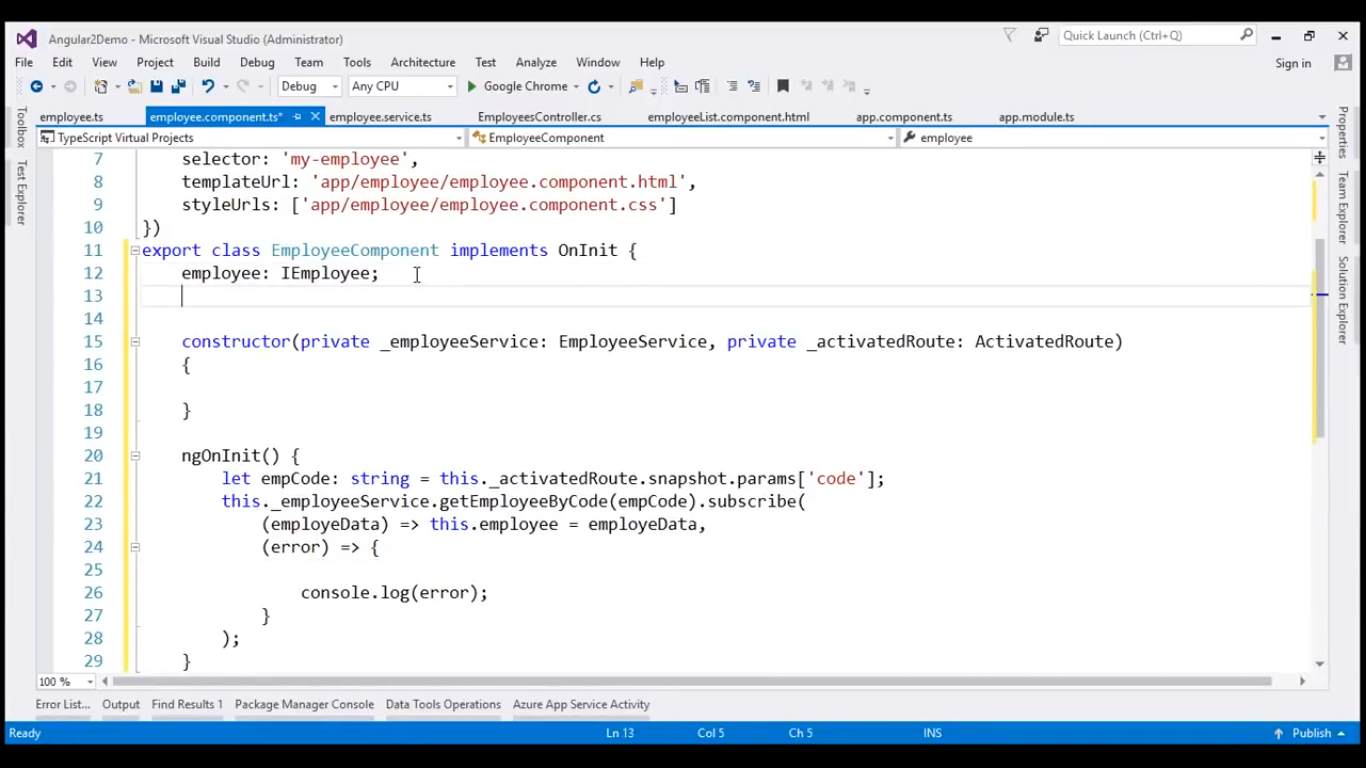 Angular2Demo - Microsoft Visual Studio (Administrator)
Quick Launch (Ctrl+Q)
File Edit View Project Build Debug Team Tools Architecture Test Analyze Window Help
Sign in
Debug Any CPU Google Chrome
employee.ts employee.component.ts* employee.service.ts EmployeesController.cs employeeList.component.html app.component.ts app.module.ts
TypeScript Virtual Projects EmployeeComponent employee
Toolbox
Test Explorer
Properties
Team Explorer
Solution Explorer
7 selector: 'my-employee',
8 templateUrl: 'app/employee/employee.component.html',
9 styleUrls: ['app/employee/employee.component.css']
10 })
11 export class EmployeeComponent implements OnInit {
12 employee: IEmployee;
13
14
15 constructor(private _employeeService: EmployeeService, private _activatedRoute: ActivatedRoute)
16 {
17
18 }
19
20 ngOnInit() {
21 let empCode: string = this._activatedRoute.snapshot.params['code'];
22 this._employeeService.getEmployeeByCode(empCode).subscribe(
23 (employeData) => this.employee = employeData,
24 (error) => {
25
26 console.log(error);
27 }
28 );
29 }
100 %
Error List... Output Find Results 1 Package Manager Console Data Tools Operations Azure App Service Activity
Ready Ln 13 Col 5 Ch 5 INS Publish